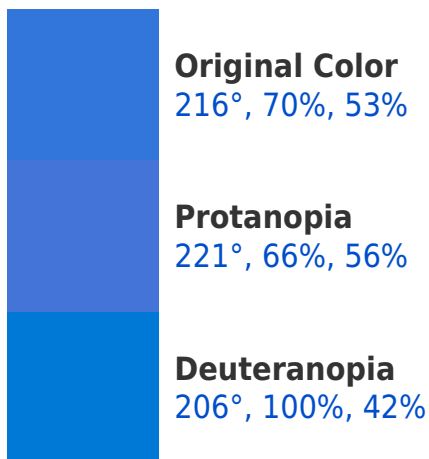 Original Color
216°, 70%, 53%
Protanopia
221°, 66%, 56%
Deuteranopia
206°, 100%, 42%